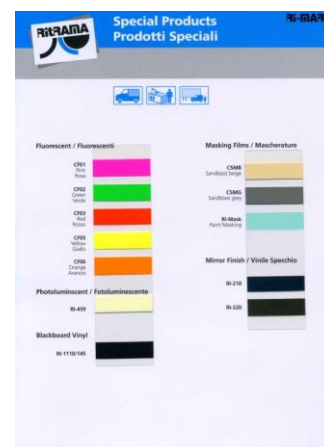 RITRAMA
Special Products
Prodotti Speciali
Ri-MAR
Fluorescent / Fluorescenti
CF01
Pink
Rosa
CF02
Green
Verde
CF03
Red
Rosso
CF05
Yellow
Giallo
CF06
Orange
Arancio
Photoluminscent / Fotoluminescente
RI-459
Blackboard Vinyl
RI-1110/145
Masking Films / Mascherature
CSMB
Sandblast beige
CSMG
Sandblast grey
Ri-Mask
Paint Masking
Mirror Finish / Vinile Specchio
RI-210
RI-220